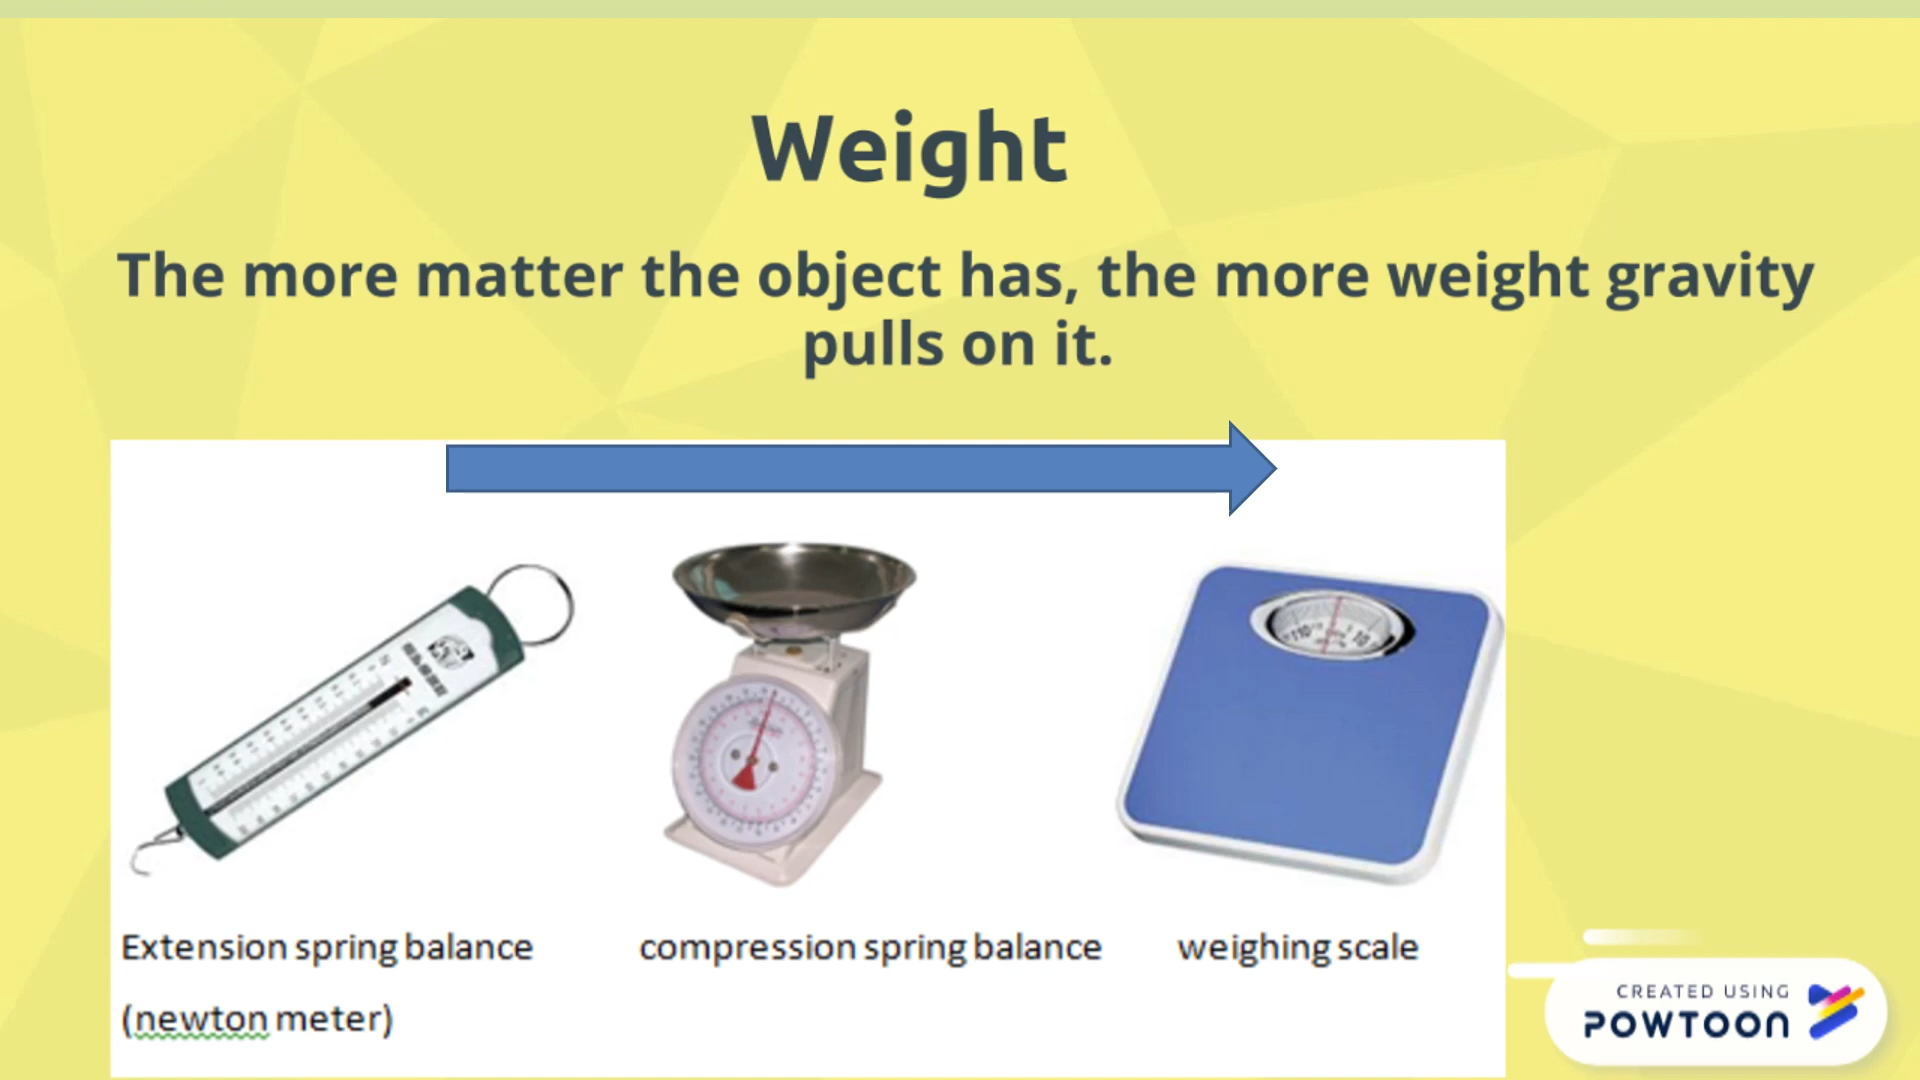 Weight
The more matter the object has, the more weight gravity
pulls on it.
Extension spring balance
compression spring balance
weighing scale
(newton meter)
CREATED USING
POWTOON